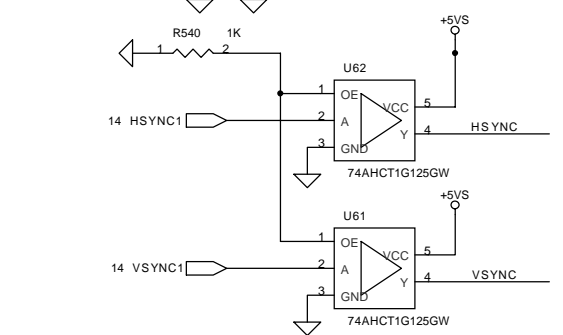 +5VS
R540 1K
1 2
U62
1 OE
VCC 5
14 HSYNC1 2 A
Y 4 HSYNC
3 GND
74AHCT1G125GW
+5VS
U61
1 OE
VCC 5
14 VSYNC1 2 A
Y 4 VSYNC
3 GND
74AHCT1G125GW